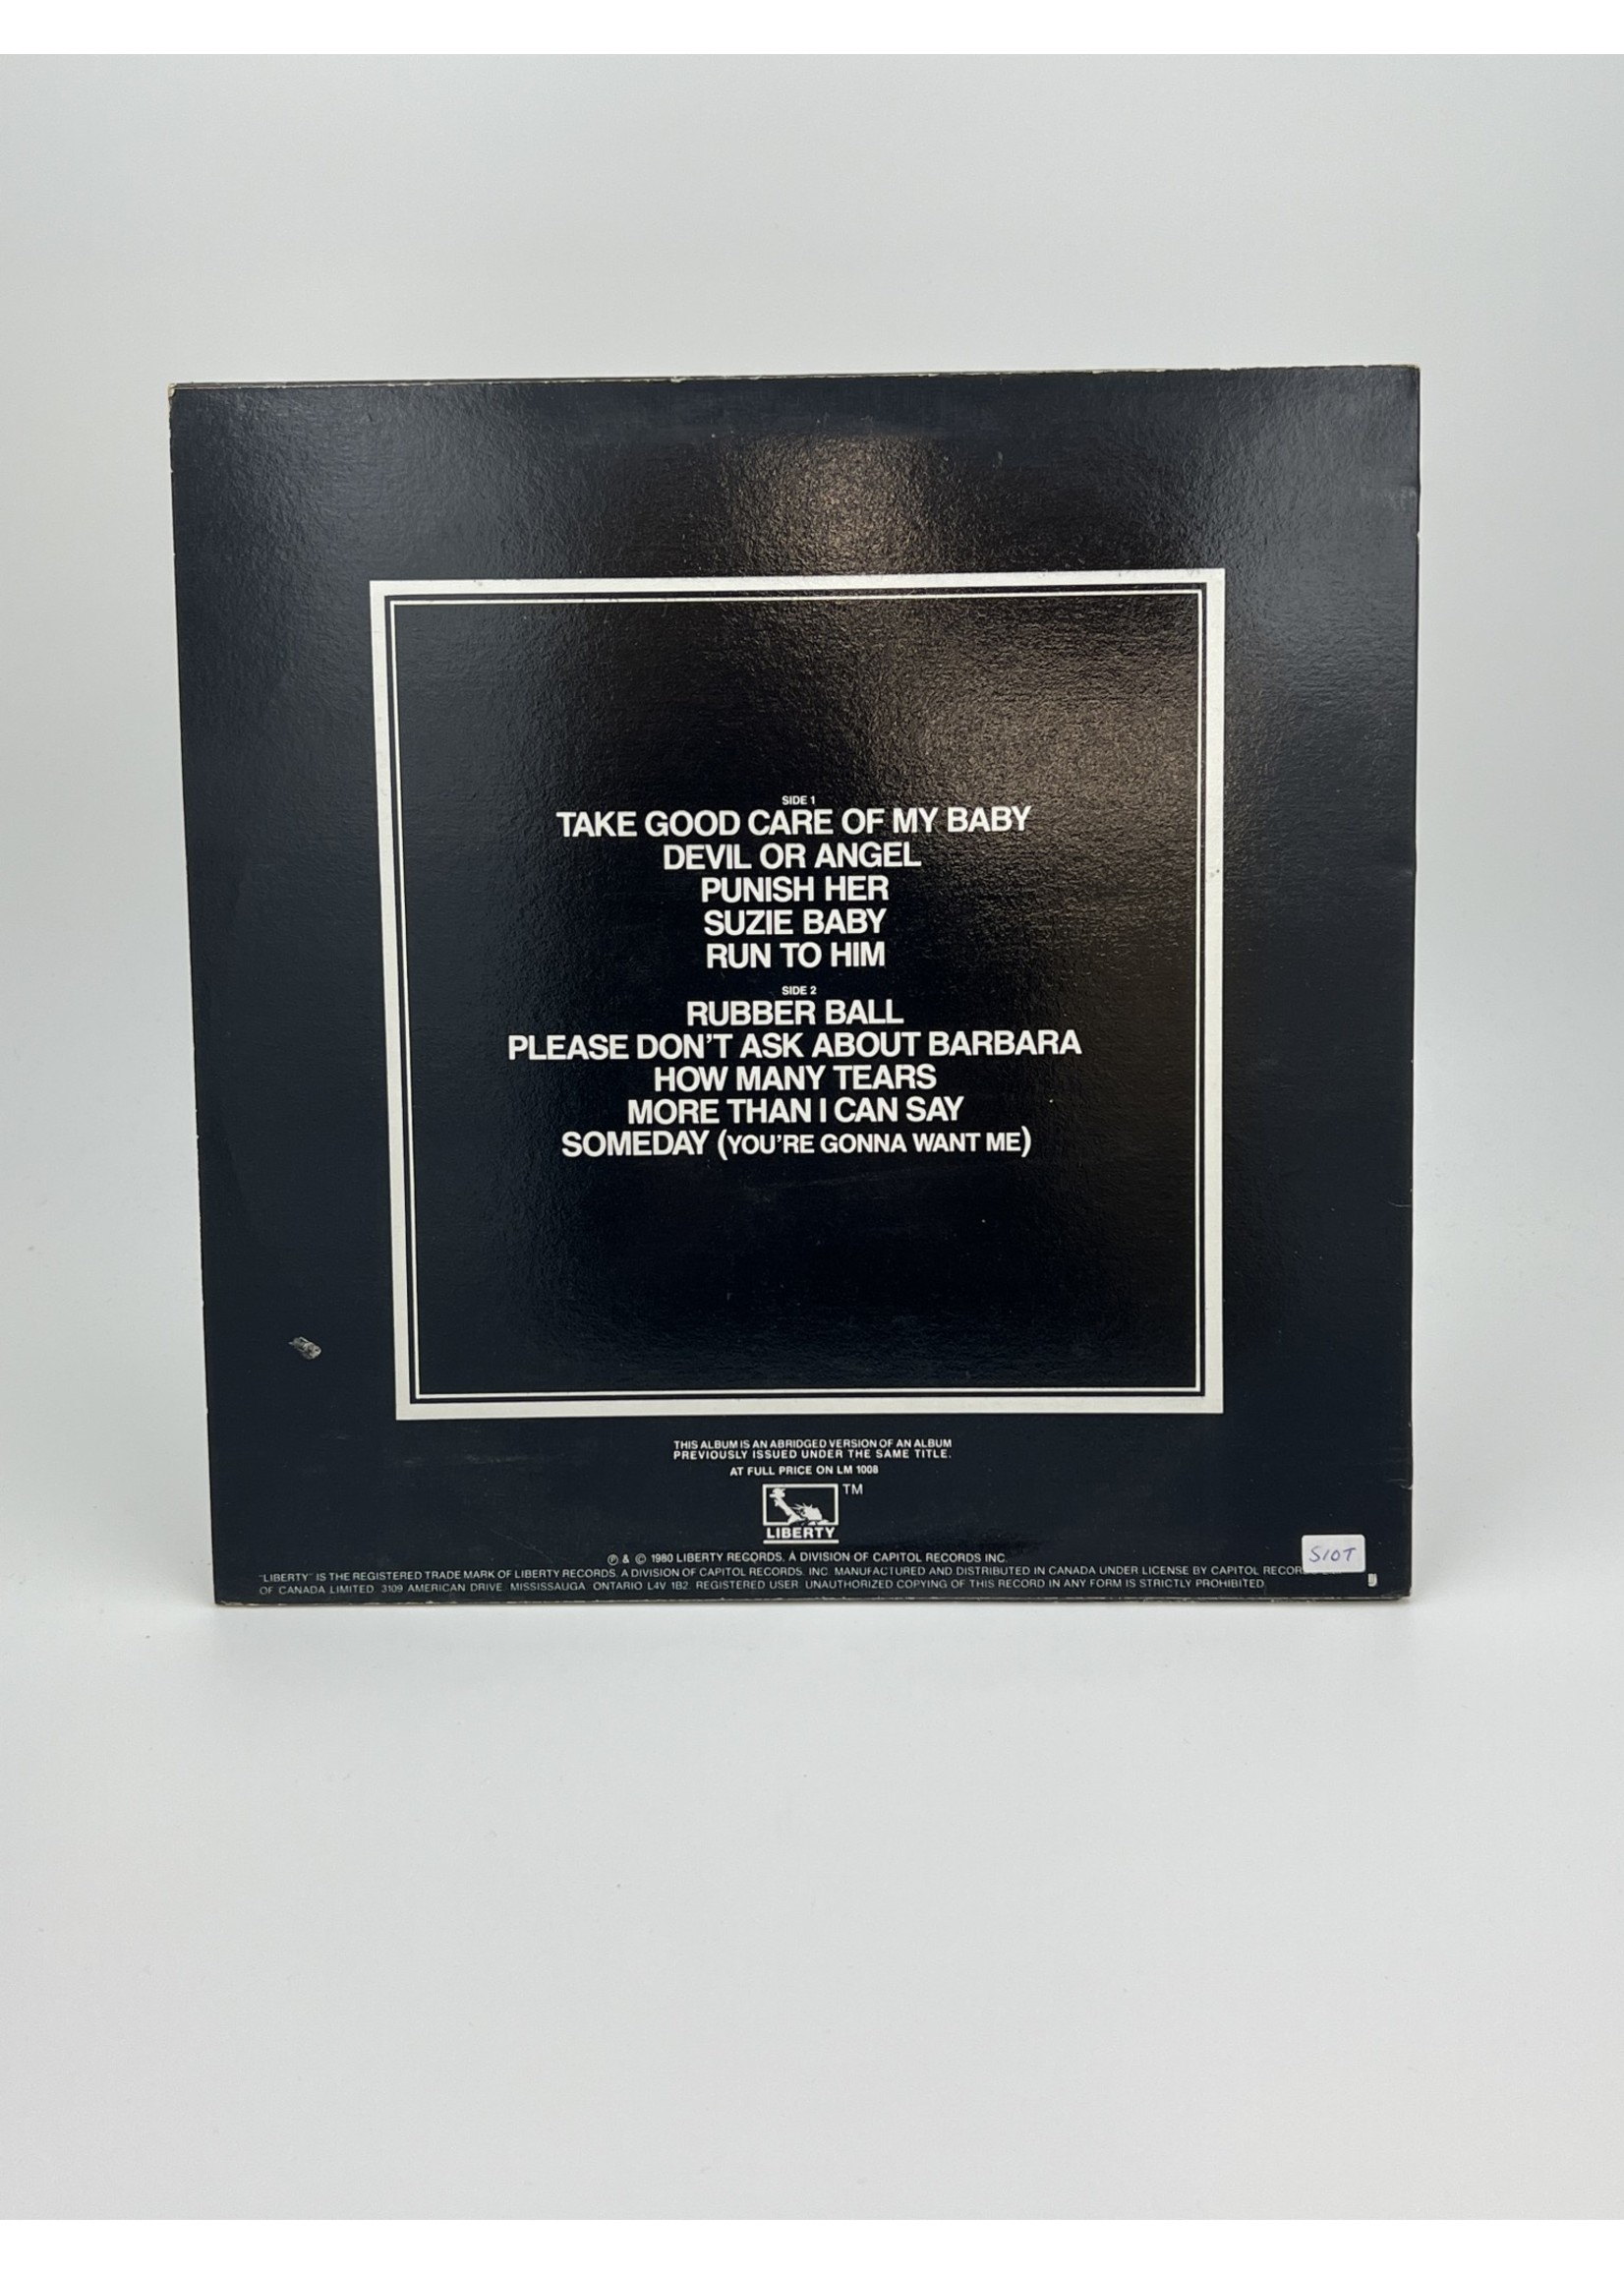 SIDE 1
TAKE GOOD CARE OF MY BABY
DEVIL OR ANGEL
PUNISH HER
SUZIE BABY
RUN TO HIM
SIDE 2
RUBBER BALL
PLEASE DON'T ASK ABOUT BARBARA
HOW MANY TEARS
MORE THAN I CAN SAY
SOMEDAY (YOU'RE GONNA WANT ME)
THIS ALBUM IS AN ABRIDGED VERSION OF AN ALBUM
PREVIOUSLY ISSUED UNDER THE SAME TITLE.
AT FULL PRICE ON LM 1008
TM
LIBERTY
℗ & © 1980 LIBERTY RECORDS, A DIVISION OF CAPITOL RECORDS INC.
"LIBERTY" IS THE REGISTERED TRADE MARK OF LIBERTY RECORDS, A DIVISION OF CAPITOL RECORDS, INC. MANUFACTURED AND DISTRIBUTED IN CANADA UNDER LICENSE BY CAPITOL RECOR
OF CANADA LIMITED, 3109 AMERICAN DRIVE, MISSISSAUGA, ONTARIO L4V 1B2. REGISTERED USER. UNAUTHORIZED COPYING OF THIS RECORD IN ANY FORM IS STRICTLY PROHIBITED.